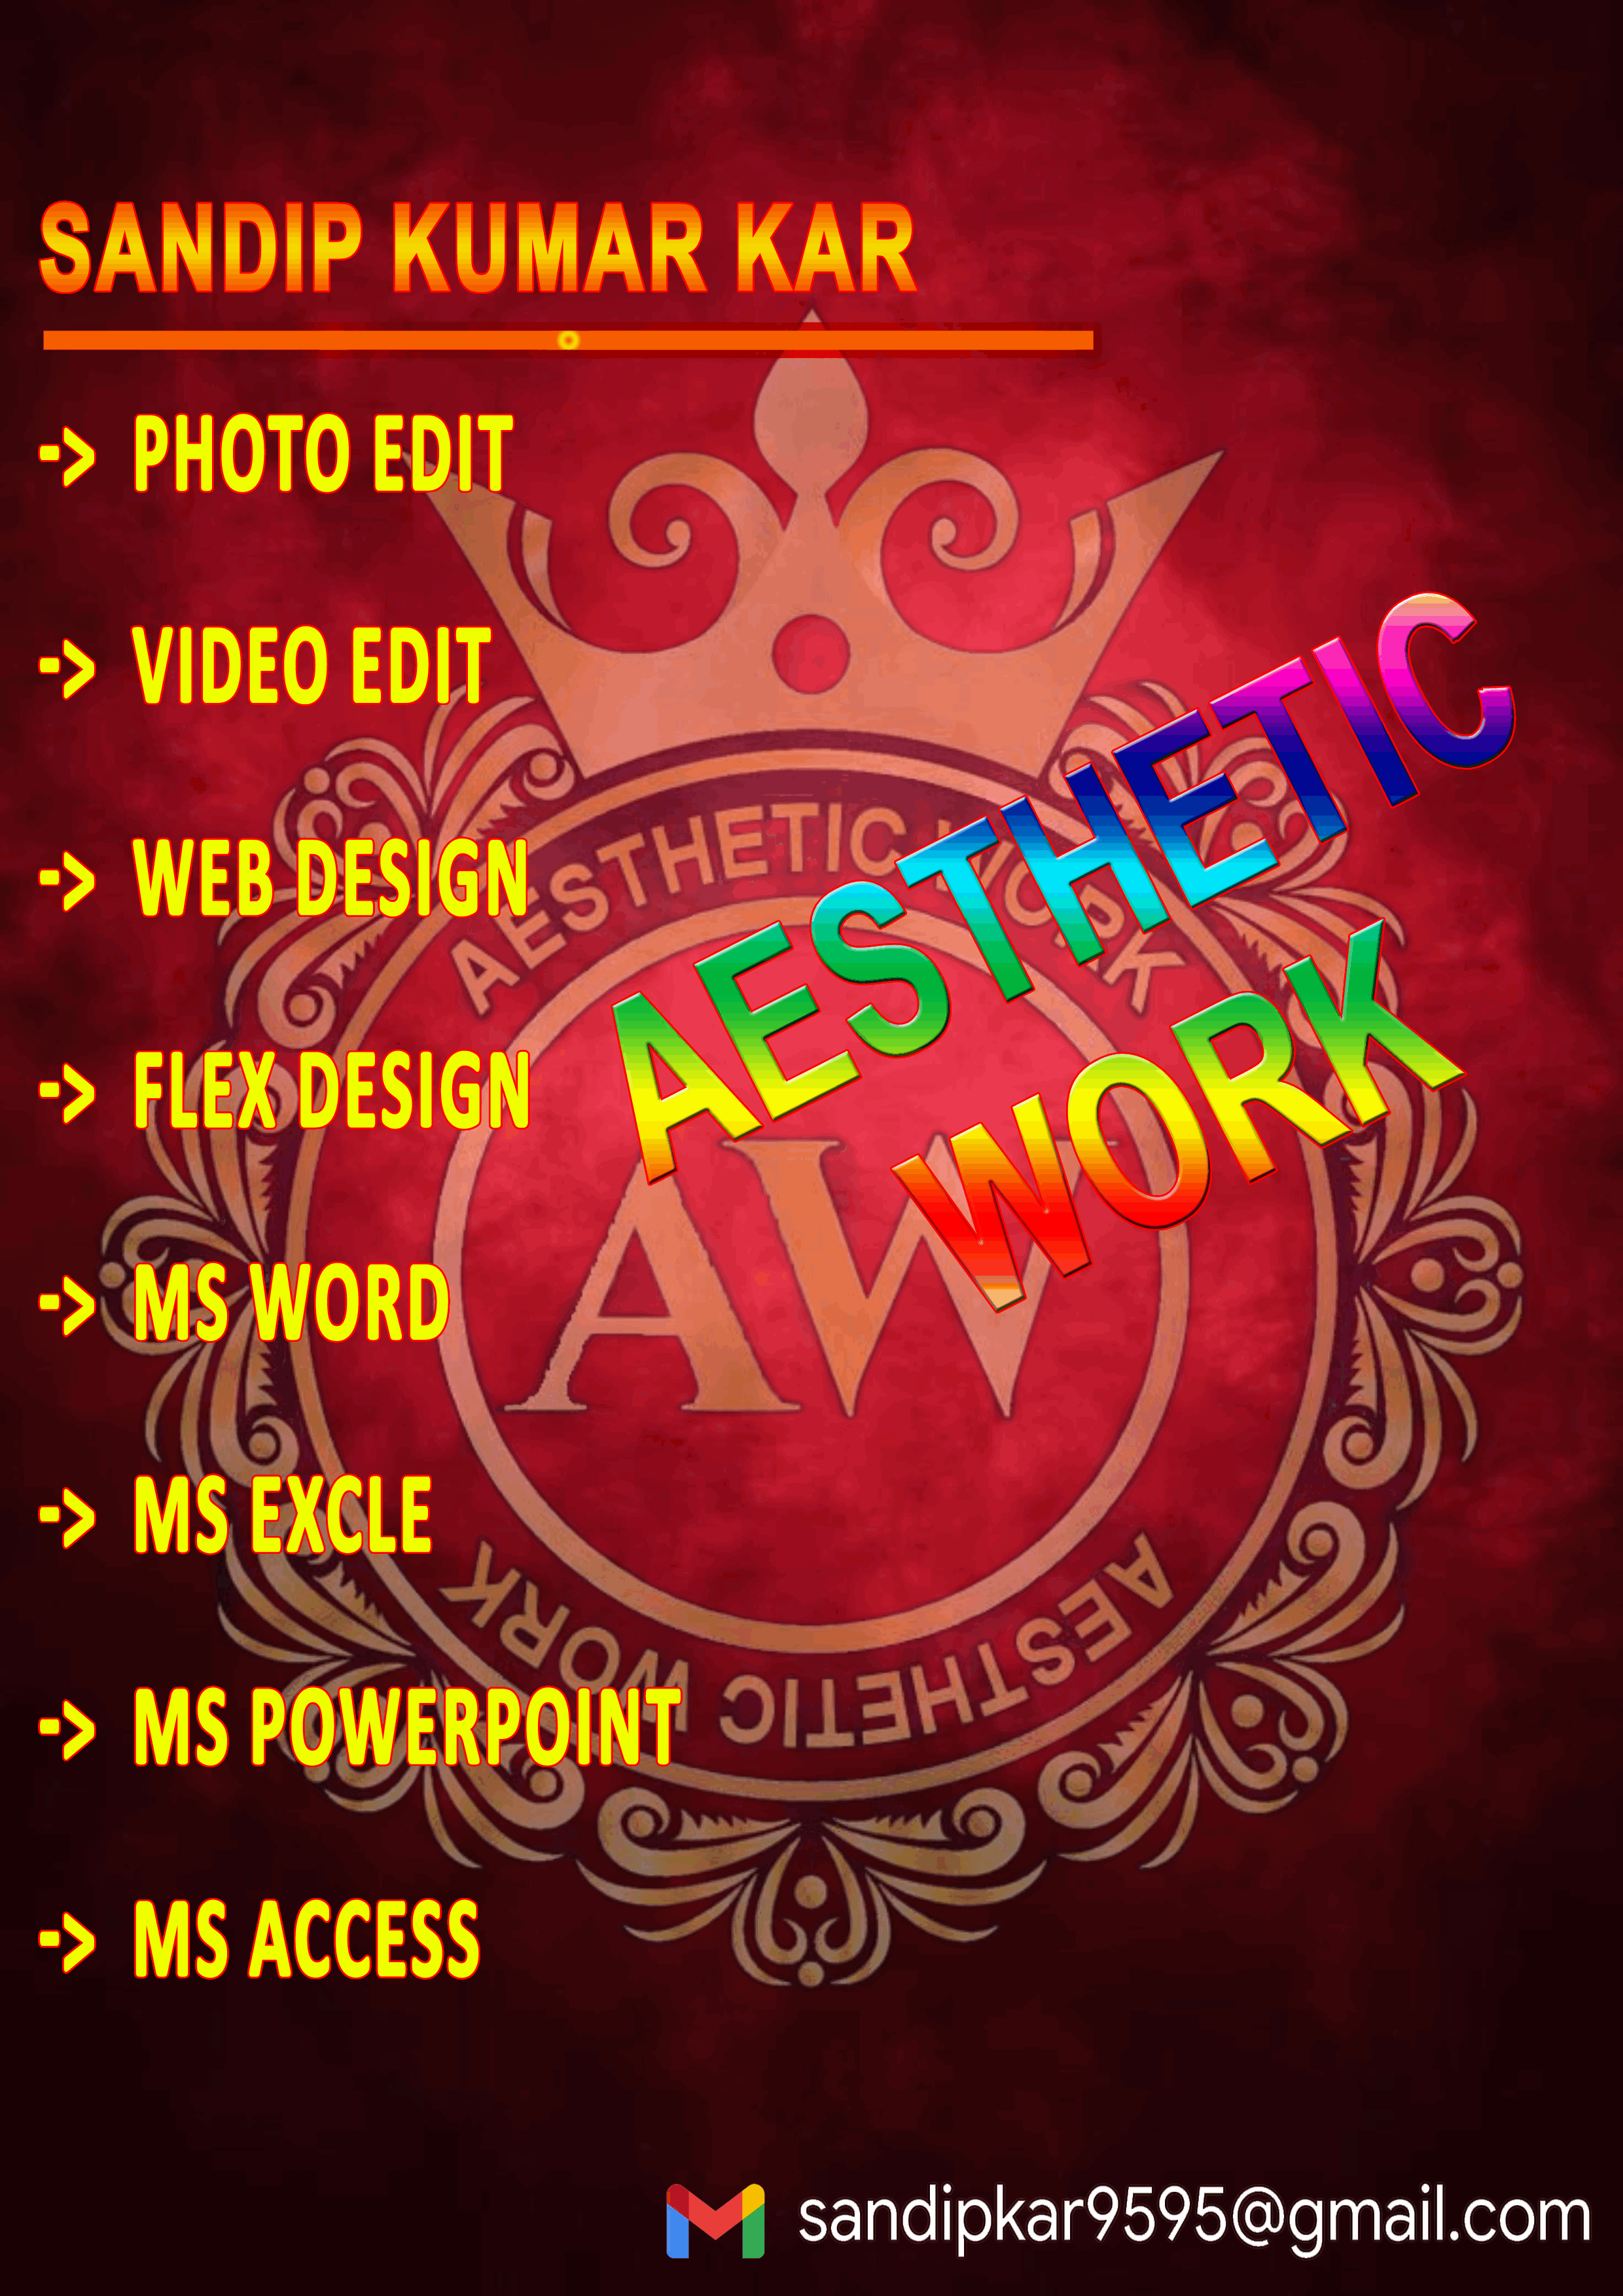 SANDIP KUMAR KAR
-> PHOTO EDIT
-> VIDEO EDIT
-> WEB DESIGN
-> FLEX DESIGN
-> MS WORD
-> MS EXCLE
-> MS POWERPOINT
-> MS ACCESS
AESTHETIC
WORK
AESTHETIC WORK
AW
AESTHETIC WORK
sandipkar9595@gmail.com